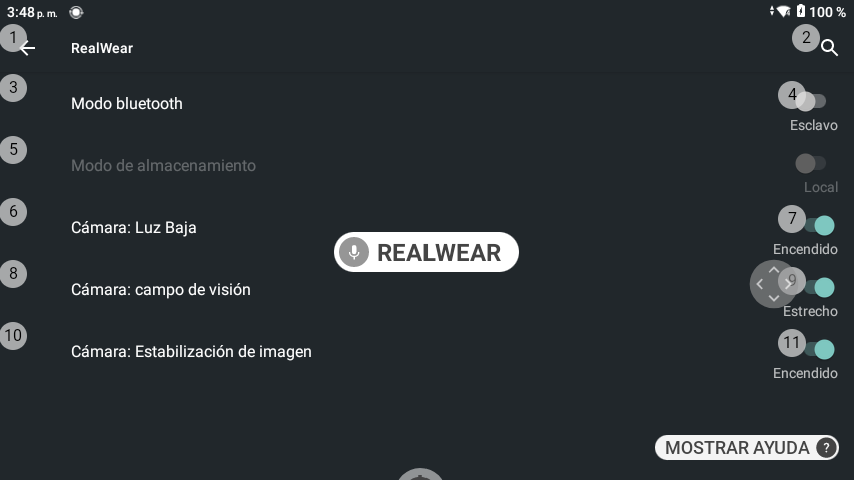 3:48 p. m. 100 %
1 RealWear 2
3 Modo bluetooth 4
Esclavo
5 Modo de almacenamiento
Local
6 Cámara: Luz Baja 7
Encendido
REALWEAR
8 Cámara: campo de visión 9
Estrecho
10 Cámara: Estabilización de imagen 11
Encendido
MOSTRAR AYUDA ?